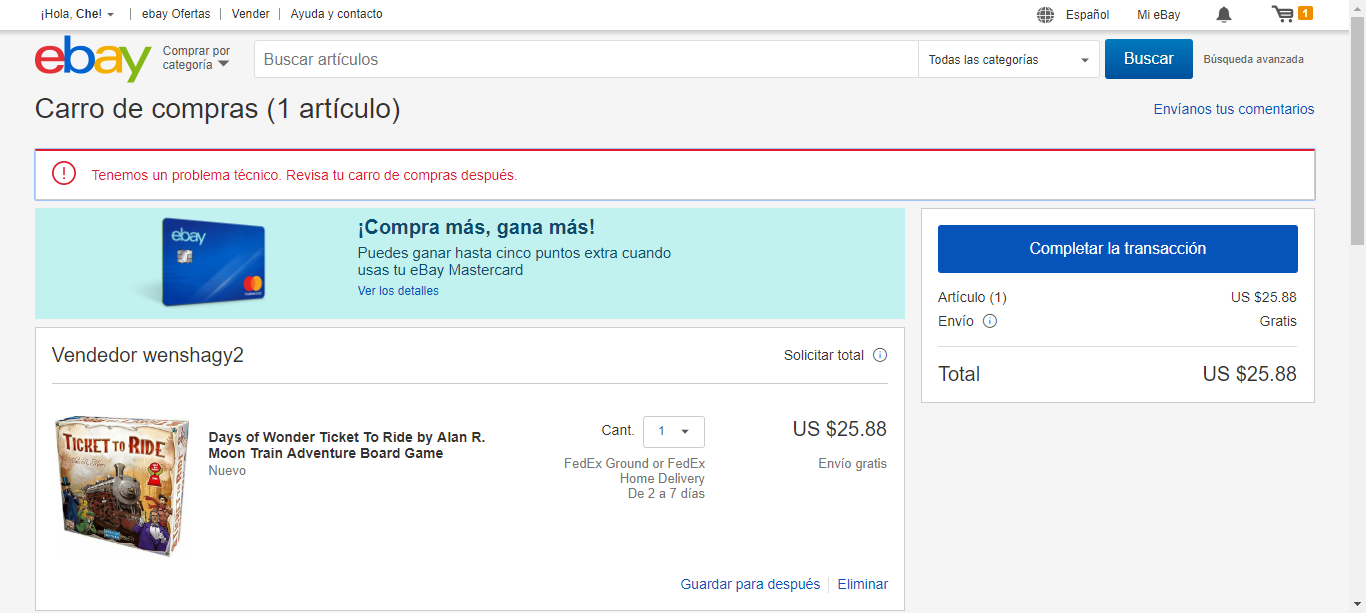 ¡Hola, Che!
ebay Ofertas
Vender
Ayuda y contacto
Español
Mi eBay
1
ebay
Comprar por
categoría
Buscar artículos
Todas las categorías
Buscar
Búsqueda avanzada
Carro de compras (1 artículo)
Envíanos tus comentarios
Tenemos un problema técnico. Revisa tu carro de compras después.
ebay
¡Compra más, gana más!
Puedes ganar hasta cinco puntos extra cuando
usas tu eBay Mastercard
Ver los detalles
Completar la transacción
Artículo (1) US $25.88
Envío Gratis
Total US $25.88
Vendedor wenshagy2
Solicitar total
TICKET TO RIDE
Days of Wonder Ticket To Ride by Alan R.
Moon Train Adventure Board Game
Nuevo
Cant. 1
FedEx Ground or FedEx
Home Delivery
De 2 a 7 días
US $25.88
Envío gratis
Guardar para después
Eliminar